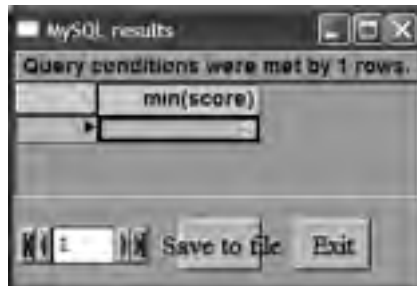 MySQL results
Query conditions were met by 1 rows.
min(score)
1
Save to file
Exit